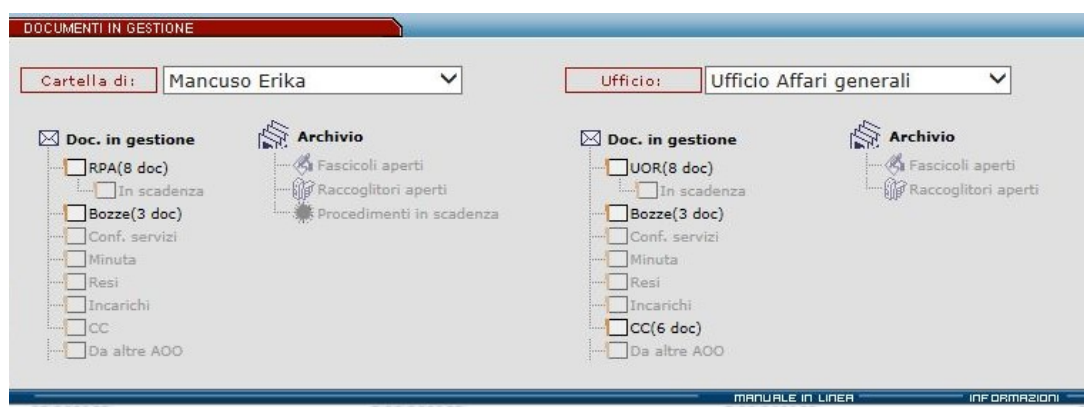 DOCUMENTI IN GESTIONE
Cartella di:
Mancuso Erika
Doc. in gestione
RPA(8 doc)
In scadenza
Bozze(3 doc)
Conf. servizi
Minuta
Resi
Incarichi
CC
Da altre AOO
Archivio
Fascicoli aperti
Raccoglitori aperti
Procedimenti in scadenza
Ufficio:
Ufficio Affari generali
Doc. in gestione
UOR(8 doc)
In scadenza
Bozze(3 doc)
Conf. servizi
Minuta
Resi
Incarichi
CC(6 doc)
Da altre AOO
Archivio
Fascicoli aperti
Raccoglitori aperti
MANUALE IN LINEA
INFORMAZIONI